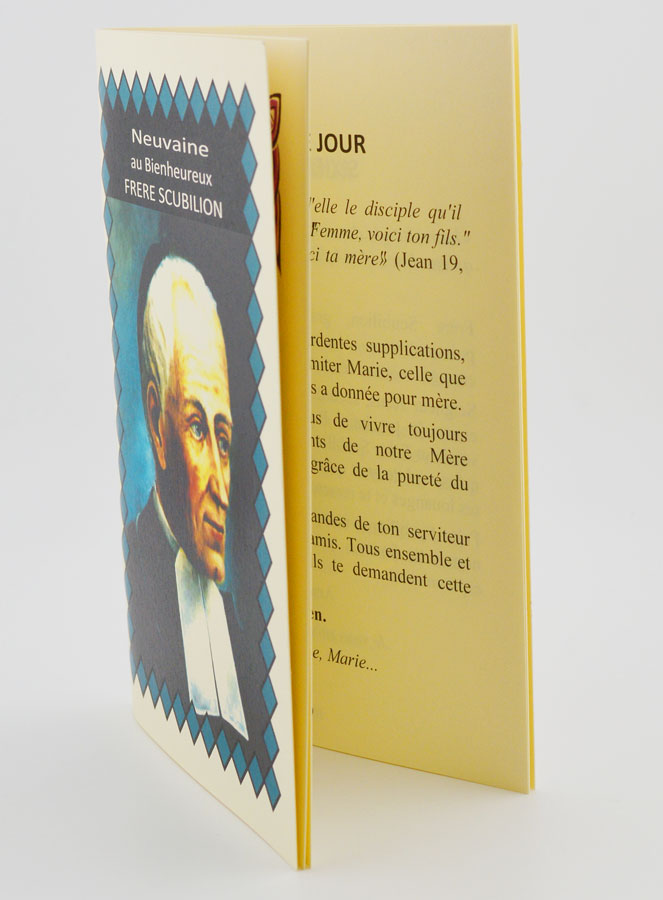 Neuvaine
au Bienheureux
FRERE SCUBILION
JOUR
"elle le disciple qu'il
"Femme, voici ton fils."
ci ta mère" (Jean 19,
rdentes supplications,
miter Marie, celle que
s a donnée pour mère.
us de vivre toujours
nts de notre Mère
grâce de la pureté du
andes de ton serviteur
amis. Tous ensemble et
ls te demandent cette
en.
e, Marie...